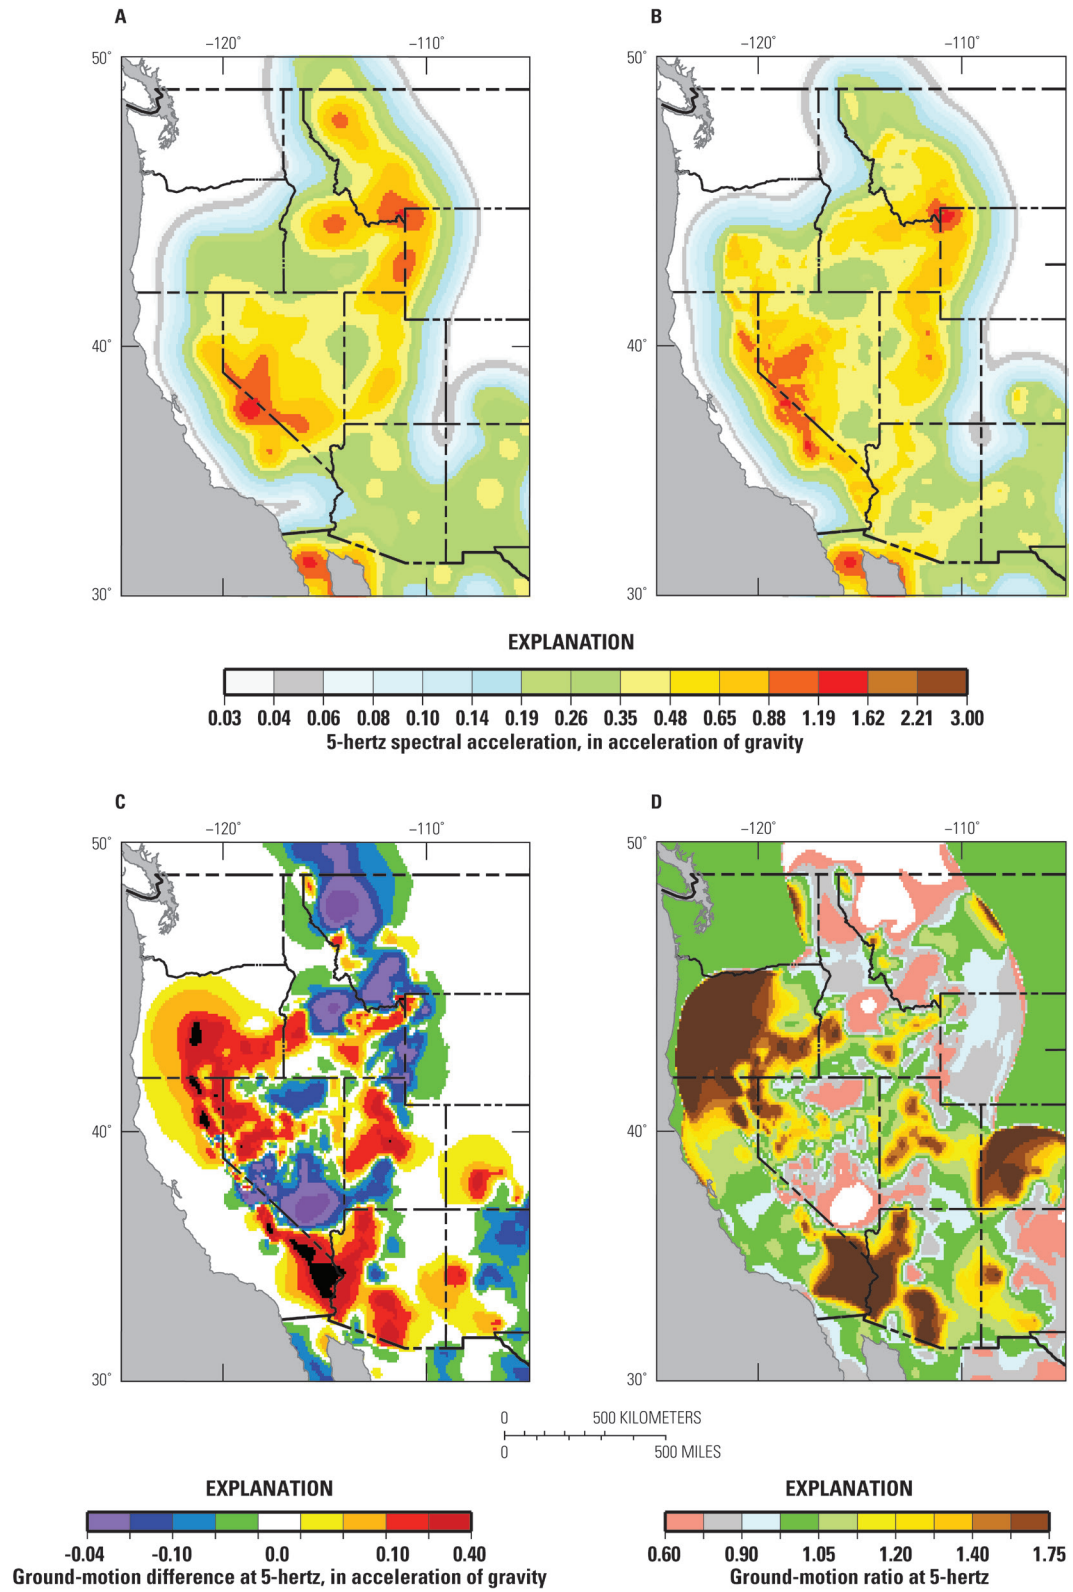 A
B
−120° −110°
−120° −110°
50°
40°
30°
50°
40°
30°
EXPLANATION
0.03 0.04 0.06 0.08 0.10 0.14 0.19 0.26 0.35 0.48 0.65 0.88 1.19 1.62 2.21 3.00
5-hertz spectral acceleration, in acceleration of gravity
C
D
−120° −110°
−120° −110°
50°
40°
30°
50°
40°
30°
0 500 KILOMETERS
0 500 MILES
EXPLANATION
-0.04 -0.10 0.0 0.10 0.40
Ground-motion difference at 5-hertz, in acceleration of gravity
EXPLANATION
0.60 0.90 1.05 1.20 1.40 1.75
Ground-motion ratio at 5-hertz